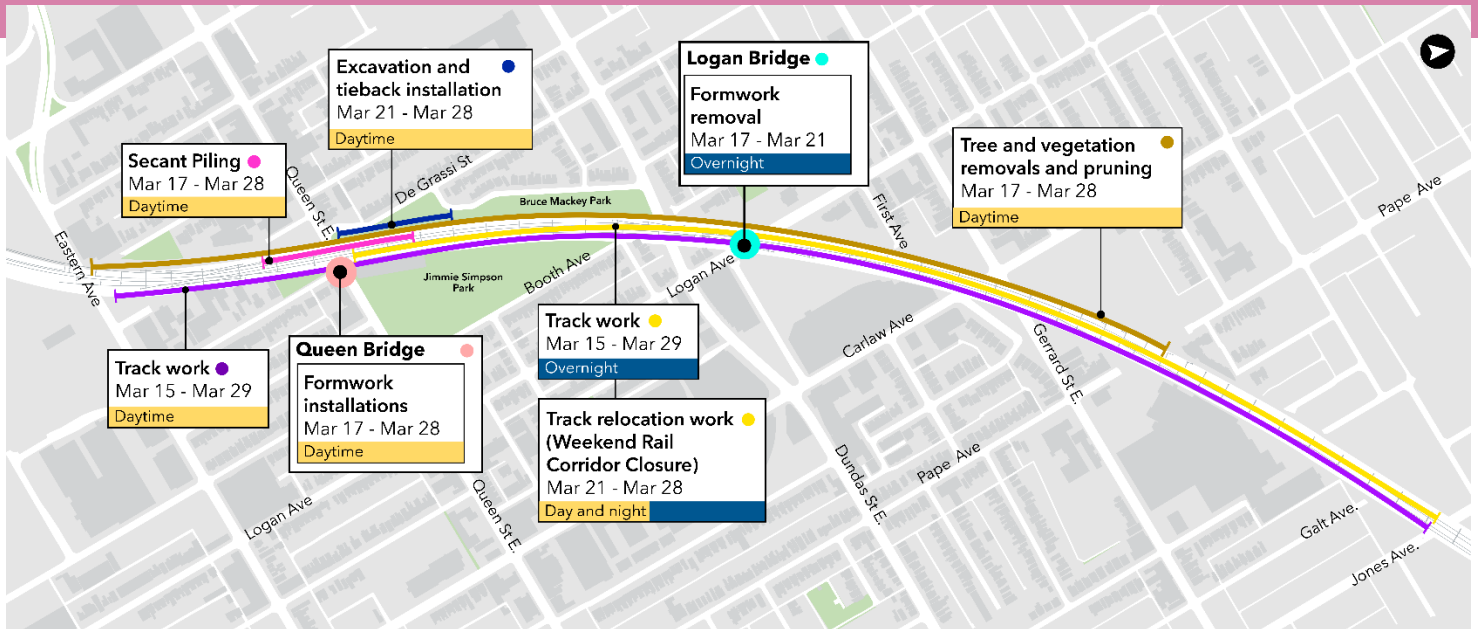 Excavation and
tieback installation
Mar 21 - Mar 28
Daytime
Logan Bridge
Formwork
removal
Mar 17 - Mar 21
Overnight
Tree and vegetation
removals and pruning
Mar 17 - Mar 28
Daytime
Secant Piling
Mar 17 - Mar 28
Daytime
Queen St E.
De Grassi St
Bruce Mackey Park
First Ave
Pape Ave
Eastern Ave
Jimmie Simpson
Park
Booth Ave
Logan Ave
Track work
Mar 15 - Mar 29
Daytime
Queen Bridge
Formwork
installations
Mar 17 - Mar 28
Daytime
Track work
Mar 15 - Mar 29
Overnight
Track relocation work
(Weekend Rail
Corridor Closure)
Mar 21 - Mar 28
Day and night
Carlaw Ave
Gerrard St E.
Logan Ave
Queen St E.
Dundas St E.
Pape Ave
Galt Ave.
Jones Ave.